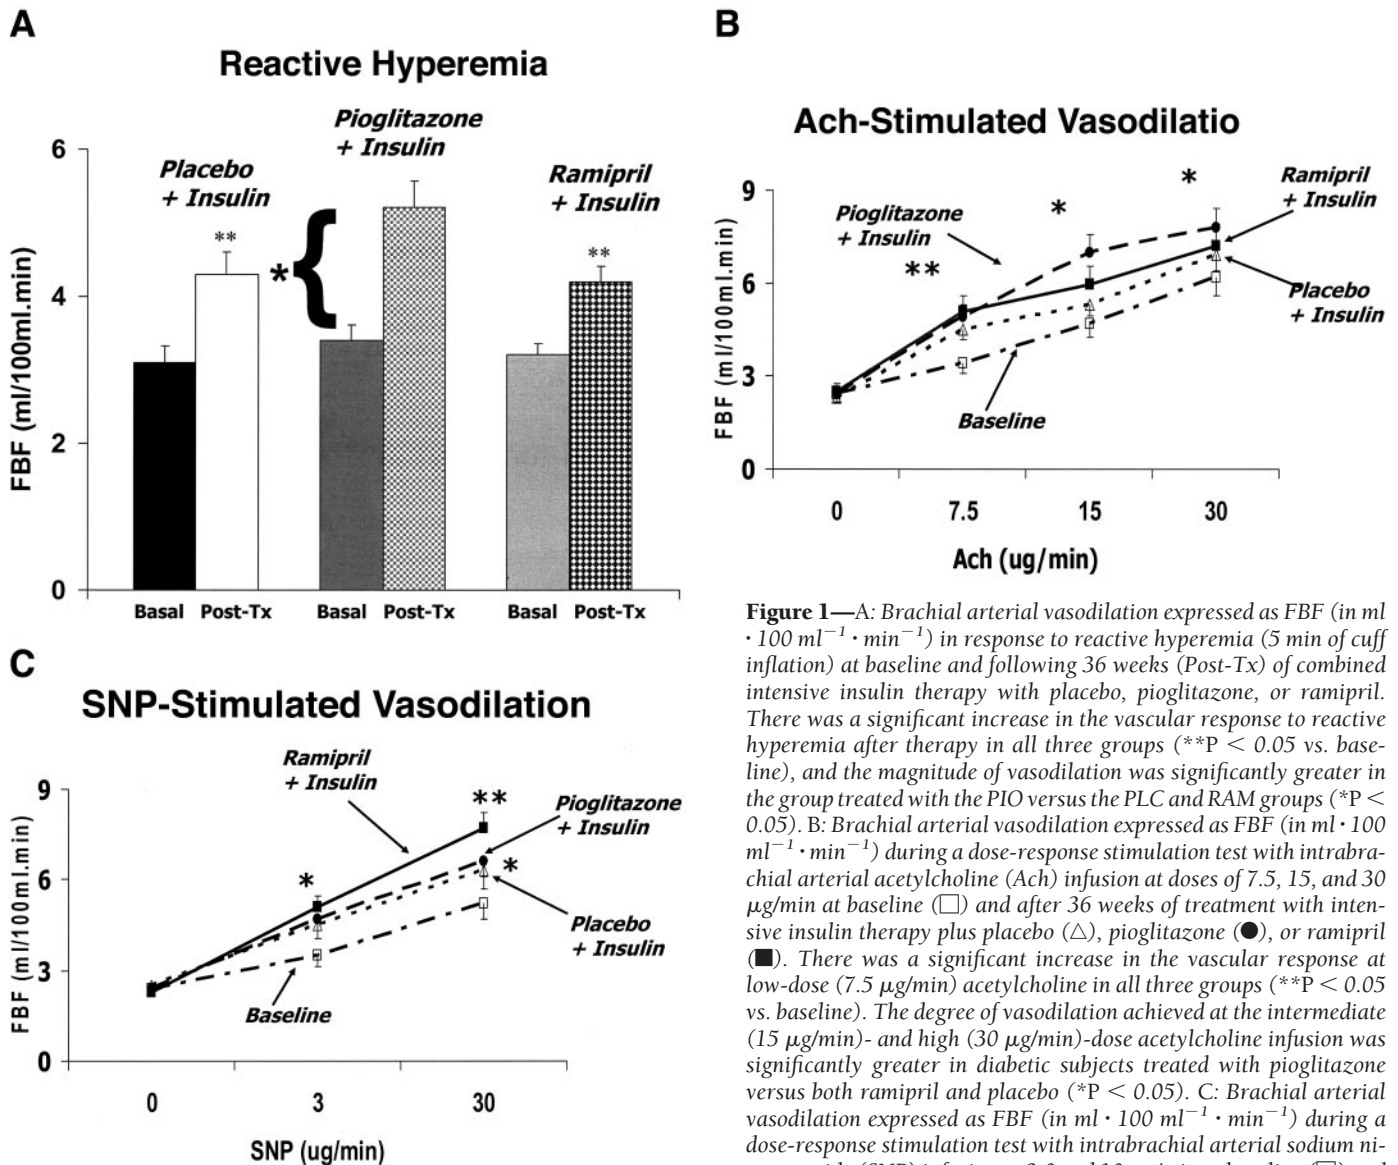 A
Reactive Hyperemia
Pioglitazone
+ Insulin
Placebo
+ Insulin
Ramipril
+ Insulin
6
4
2
0
FBF (ml/100ml.min)
**
*{
**
Basal Post-Tx Basal Post-Tx Basal Post-Tx
B
Ach-Stimulated Vasodilatio
9
6
3
0
FBF (ml/100ml.min)
Pioglitazone
+ Insulin
**
*
*
Ramipril
+ Insulin
Placebo
+ Insulin
Baseline
0 7.5 15 30
Ach (ug/min)
C
SNP-Stimulated Vasodilation
Ramipril
+ Insulin
9
6
3
0
FBF (ml/100ml.min)
*
**
*
Pioglitazone
+ Insulin
Placebo
+ Insulin
Baseline
0 3 30
SNP (ug/min)
Figure 1—A: Brachial arterial vasodilation expressed as FBF (in ml
· 100 ml⁻¹ · min⁻¹) in response to reactive hyperemia (5 min of cuff
inflation) at baseline and following 36 weeks (Post-Tx) of combined
intensive insulin therapy with placebo, pioglitazone, or ramipril.
There was a significant increase in the vascular response to reactive
hyperemia after therapy in all three groups (**P < 0.05 vs. base-
line), and the magnitude of vasodilation was significantly greater in
the group treated with the PIO versus the PLC and RAM groups (*P <
0.05). B: Brachial arterial vasodilation expressed as FBF (in ml · 100
ml⁻¹ · min⁻¹) during a dose-response stimulation test with intrabra-
chial arterial acetylcholine (Ach) infusion at doses of 7.5, 15, and 30
μg/min at baseline (□) and after 36 weeks of treatment with inten-
sive insulin therapy plus placebo (△), pioglitazone (●), or ramipril
(■). There was a significant increase in the vascular response at
low-dose (7.5 μg/min) acetylcholine in all three groups (**P < 0.05
vs. baseline). The degree of vasodilation achieved at the intermediate
(15 μg/min)- and high (30 μg/min)-dose acetylcholine infusion was
significantly greater in diabetic subjects treated with pioglitazone
versus both ramipril and placebo (*P < 0.05). C: Brachial arterial
vasodilation expressed as FBF (in ml · 100 ml⁻¹ · min⁻¹) during a
dose-response stimulation test with intrabrachial arterial sodium ni-